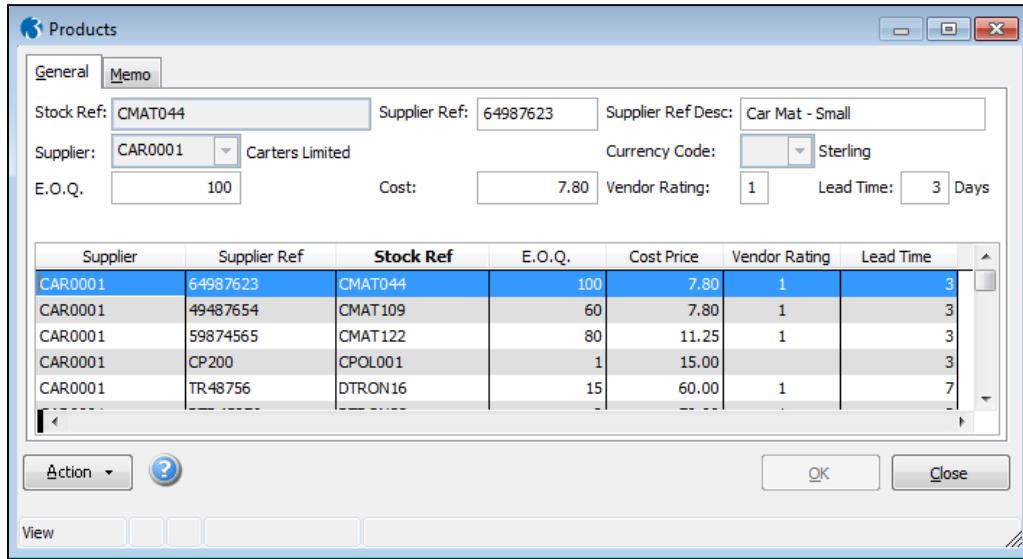 Products
General Memo
Stock Ref: CMAT044 Supplier Ref: 64987623 Supplier Ref Desc: Car Mat - Small
Supplier: CAR0001 Carters Limited Currency Code: Sterling
E.O.Q. 100 Cost: 7.80 Vendor Rating: 1 Lead Time: 3 Days
Supplier Supplier Ref Stock Ref E.O.Q. Cost Price Vendor Rating Lead Time
CAR0001 64987623 CMAT044 100 7.80 1 3
CAR0001 49487654 CMAT109 60 7.80 1 3
CAR0001 59874565 CMAT122 80 11.25 1 3
CAR0001 CP200 CPOL001 1 15.00 3
CAR0001 TR48756 DTRON16 15 60.00 1 7
Action OK Close
View